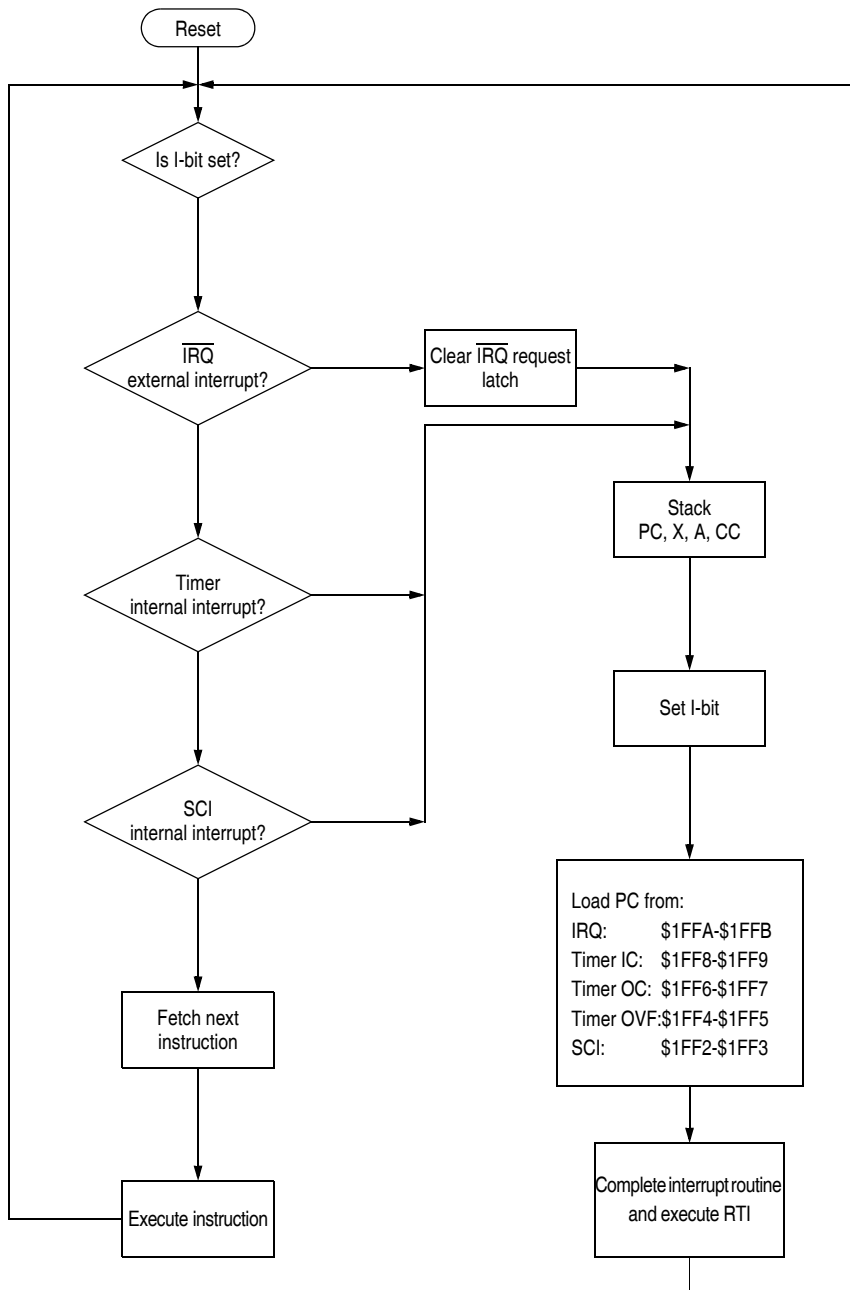 Reset
Is I-bit set?
IRQ
external interrupt?
Clear IRQ request
latch
Stack
PC, X, A, CC
Timer
internal interrupt?
Set I-bit
SCI
internal interrupt?
Load PC from:
IRQ: $1FFA-$1FFB
Timer IC: $1FF8-$1FF9
Timer OC: $1FF6-$1FF7
Timer OVF:$1FF4-$1FF5
SCI: $1FF2-$1FF3
Fetch next
instruction
Complete interrupt routine
and execute RTI
Execute instruction